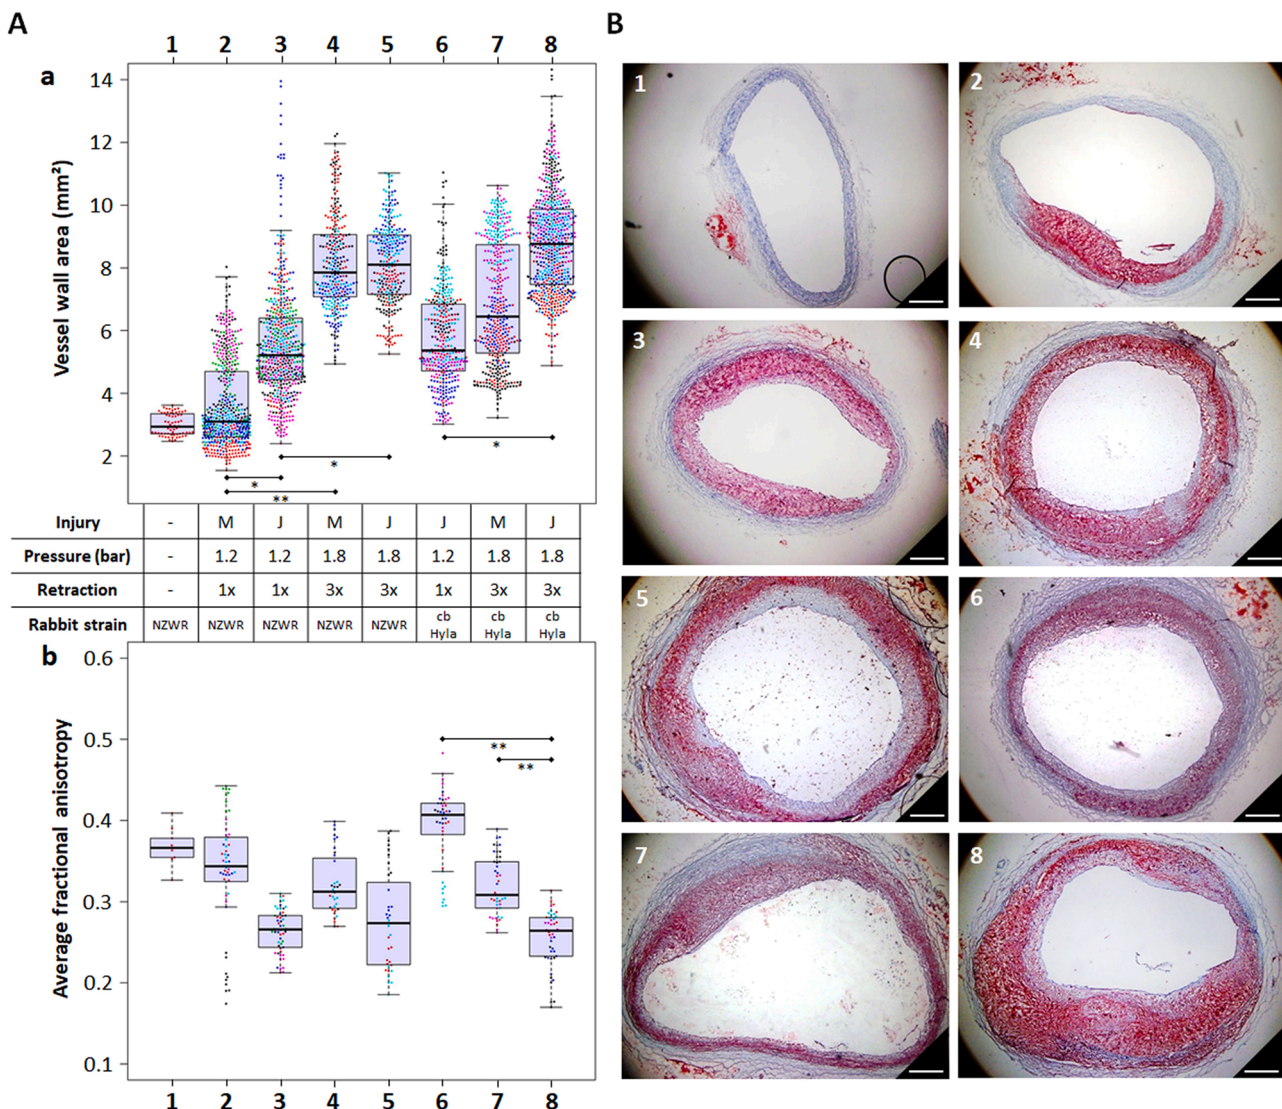 A
B
1 2 3 4 5 6 7 8
a
Vessel wall area (mm²)
14
12
10
8
6
4
2
*
*
*
**
Injury - M J M J J M J
Pressure (bar) - 1.2 1.2 1.8 1.8 1.2 1.8 1.8
Retraction - 1x 1x 3x 3x 1x 3x 3x
Rabbit strain NZWR NZWR NZWR NZWR NZWR cb Hyla cb Hyla cb Hyla
b
Average fractional anisotropy
0.6
0.5
0.4
0.3
0.2
0.1
**
**
1 2 3 4 5 6 7 8
1
2
3
4
5
6
7
8